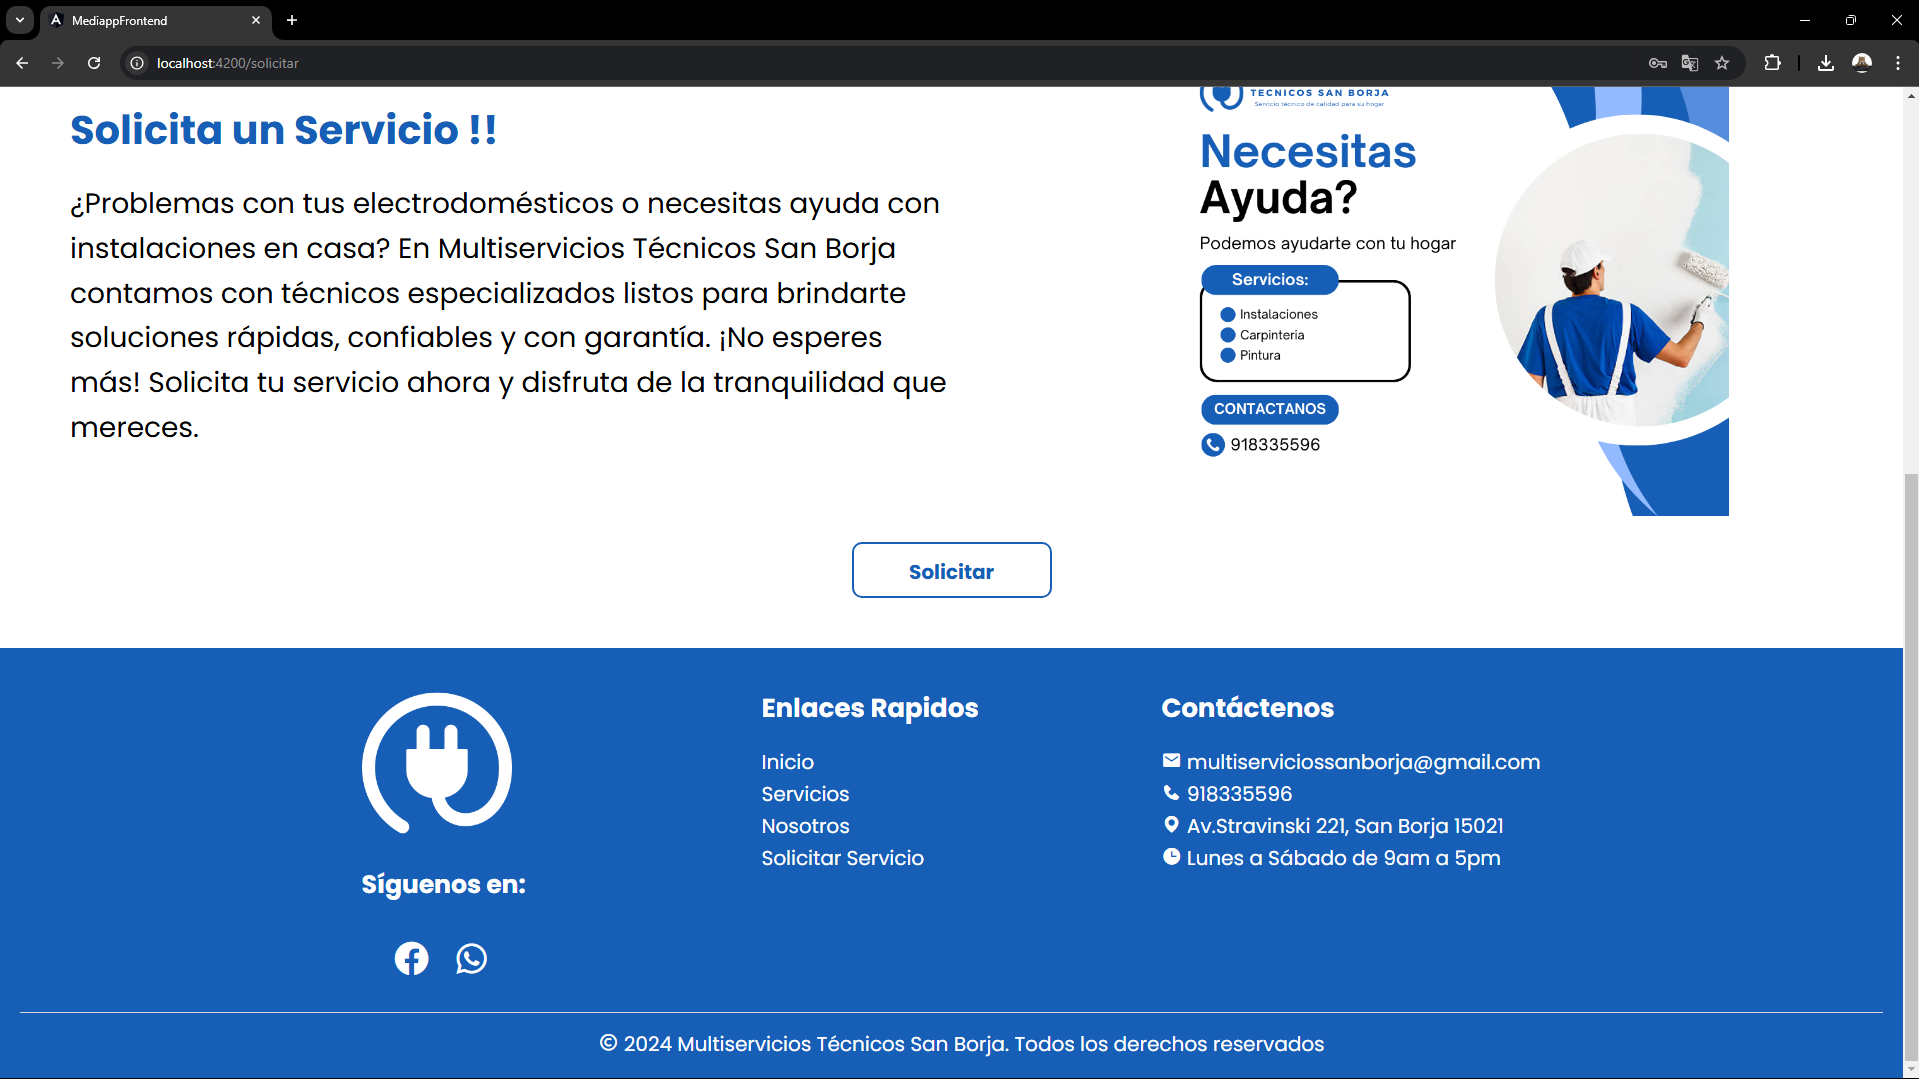 MediappFrontend
localhost:4200/solicitar
Solicita un Servicio !!
¿Problemas con tus electrodomésticos o necesitas ayuda con
instalaciones en casa? En Multiservicios Técnicos San Borja
contamos con técnicos especializados listos para brindarte
soluciones rápidas, confiables y con garantía. ¡No esperes
más! Solicita tu servicio ahora y disfruta de la tranquilidad que
mereces.
TECNICOS SAN BORJA
Servicio técnico de calidad para su hogar
Necesitas
Ayuda?
Podemos ayudarte con tu hogar
Servicios:
Instalaciones
Carpinteria
Pintura
CONTACTANOS
918335596
Solicitar
Síguenos en:
Enlaces Rapidos
Inicio
Servicios
Nosotros
Solicitar Servicio
Contáctenos
multiserviciossanborja@gmail.com
918335596
Av.Stravinski 221, San Borja 15021
Lunes a Sábado de 9am a 5pm
© 2024 Multiservicios Técnicos San Borja. Todos los derechos reservados